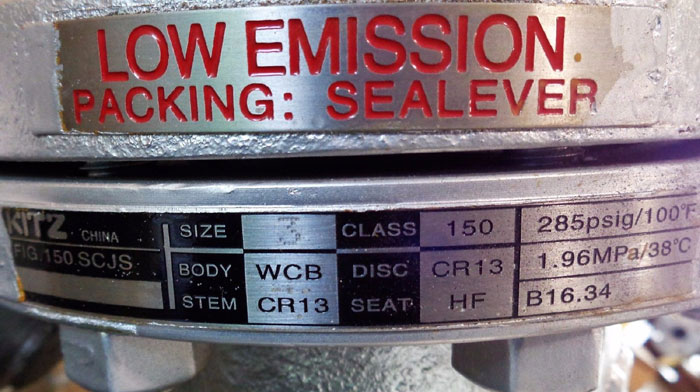 LOW EMISSION
PACKING: SEALEVER
KITZ CHINA
FIG.150.SCJS
SIZE 3 CLASS 150 285psig/100°F
BODY WCB DISC CR13 1.96MPa/38°C
STEM CR13 SEAT HF B16.34